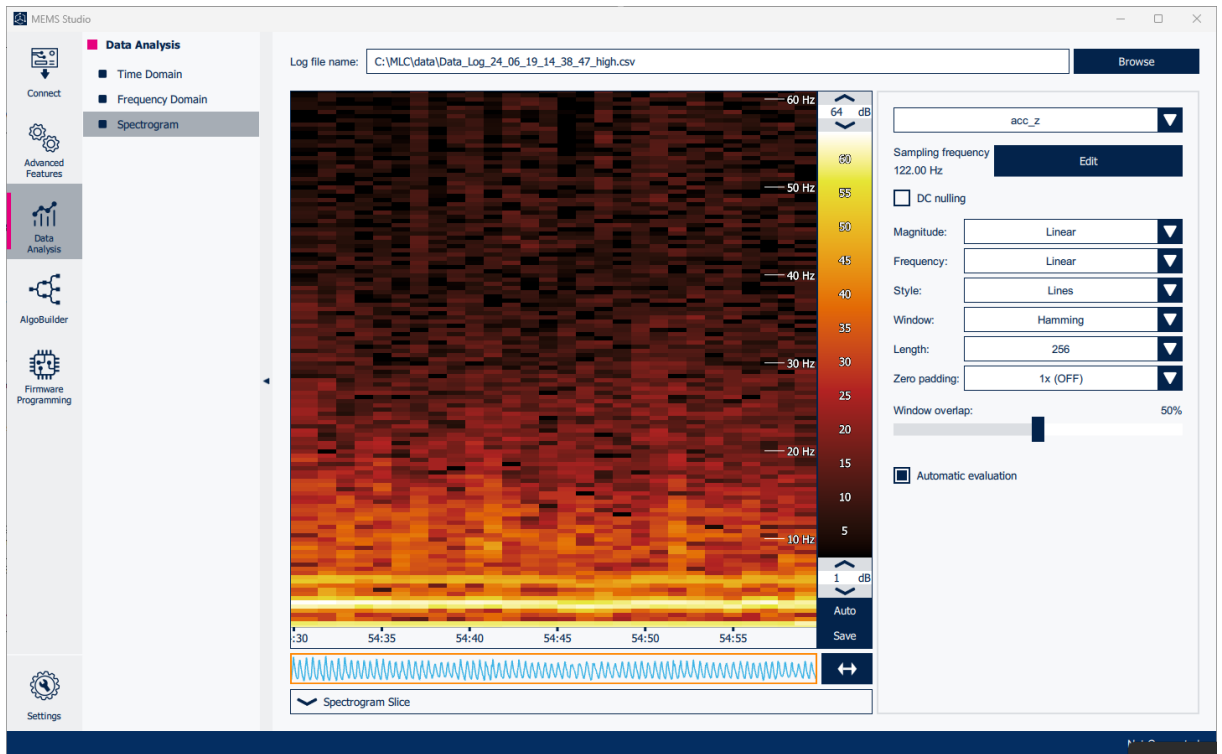 MEMS Studio
Connect
Advanced
Features
Data
Analysis
AlgoBuilder
Firmware
Programming
Settings
Data Analysis
Time Domain
Frequency Domain
Spectrogram
Log file name:
C:\MLC\data\Data_Log_24_06_19_14_38_47_high.csv
Browse
60 Hz
50 Hz
40 Hz
30 Hz
20 Hz
10 Hz
:30
54:35
54:40
54:45
54:50
54:55
64 dB
60
55
50
45
40
35
30
25
20
15
10
5
1 dB
Auto
Save
Spectrogram Slice
acc_z
Sampling frequency
122.00 Hz
Edit
DC nulling
Magnitude: Linear
Frequency: Linear
Style: Lines
Window: Hamming
Length: 256
Zero padding: 1x (OFF)
Window overlap: 50%
Automatic evaluation